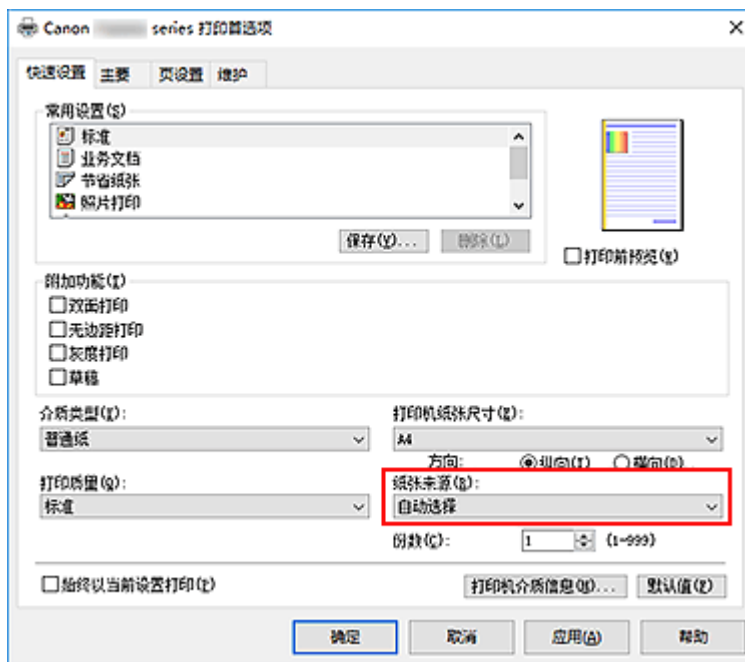 Canon series 打印首选项
快速设置 主要 页设置 维护
常用设置(S)
标准
业务文档
节省纸张
照片打印
保存(V)... 删除(L)
打印前预览(W)
附加功能(I)
双面打印
无边距打印
灰度打印
草稿
介质类型(X):
普通纸
打印机纸张尺寸(E):
A4
方向: 纵向(T) 横向(D)
打印质量(Q):
标准
纸张来源(B):
自动选择
份数(C): 1 (1-999)
始终以当前设置打印(P)
打印机介质信息(M)... 默认值(Z)
确定 取消 应用(A) 帮助